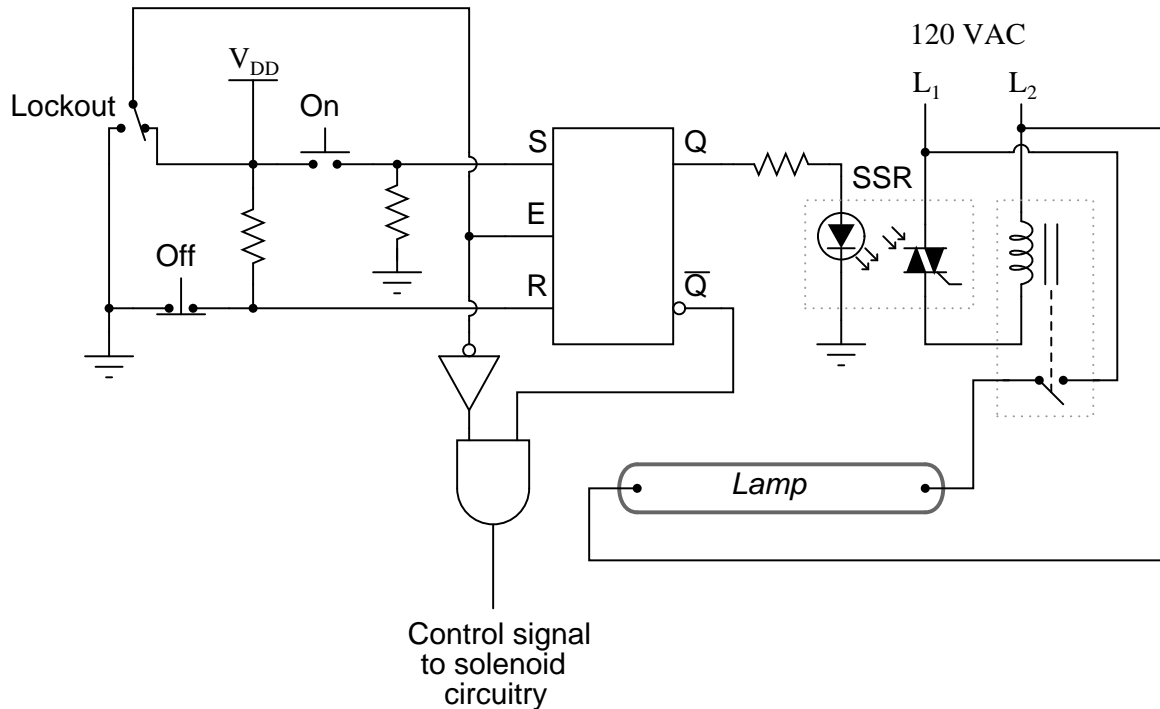 120 VAC
L1
L2
VDD
Lockout
On
S
Q
SSR
E
Off
R
Q̅
Lamp
Control signal
to solenoid
circuitry